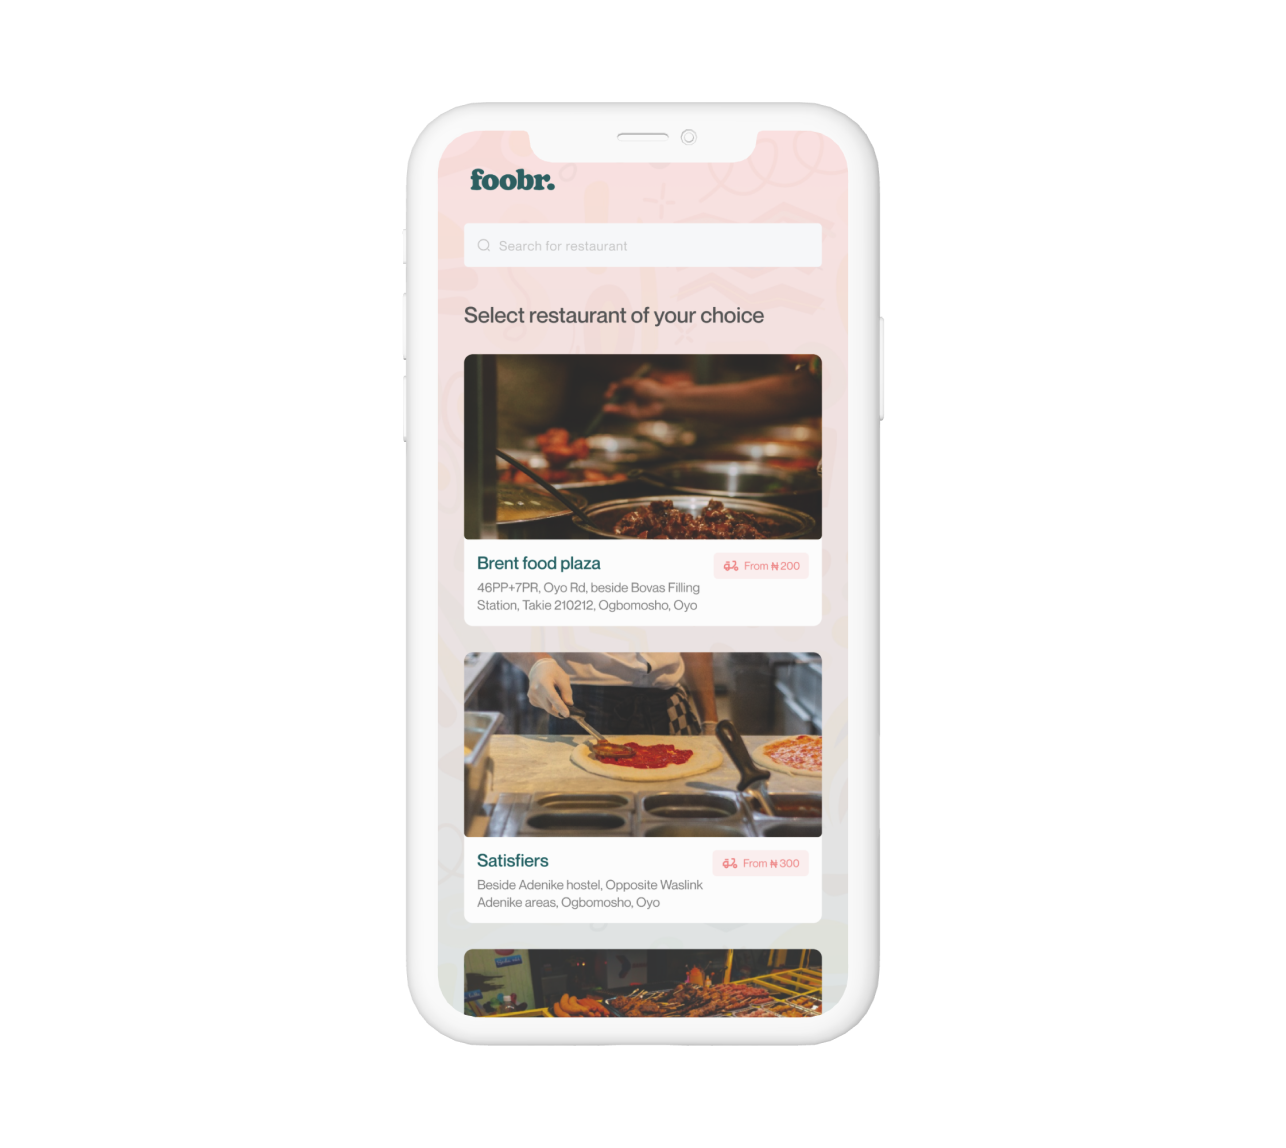 foobr.
Search for restaurant
Select restaurant of your choice
Brent food plaza
From ₦200
46PP+7PR, Oyo Rd, beside Bovas Filling
Station, Takie 210212, Ogbomosho, Oyo
Satisfiers
From ₦300
Beside Adenike hostel, Opposite Waslink
Adenike areas, Ogbomosho, Oyo